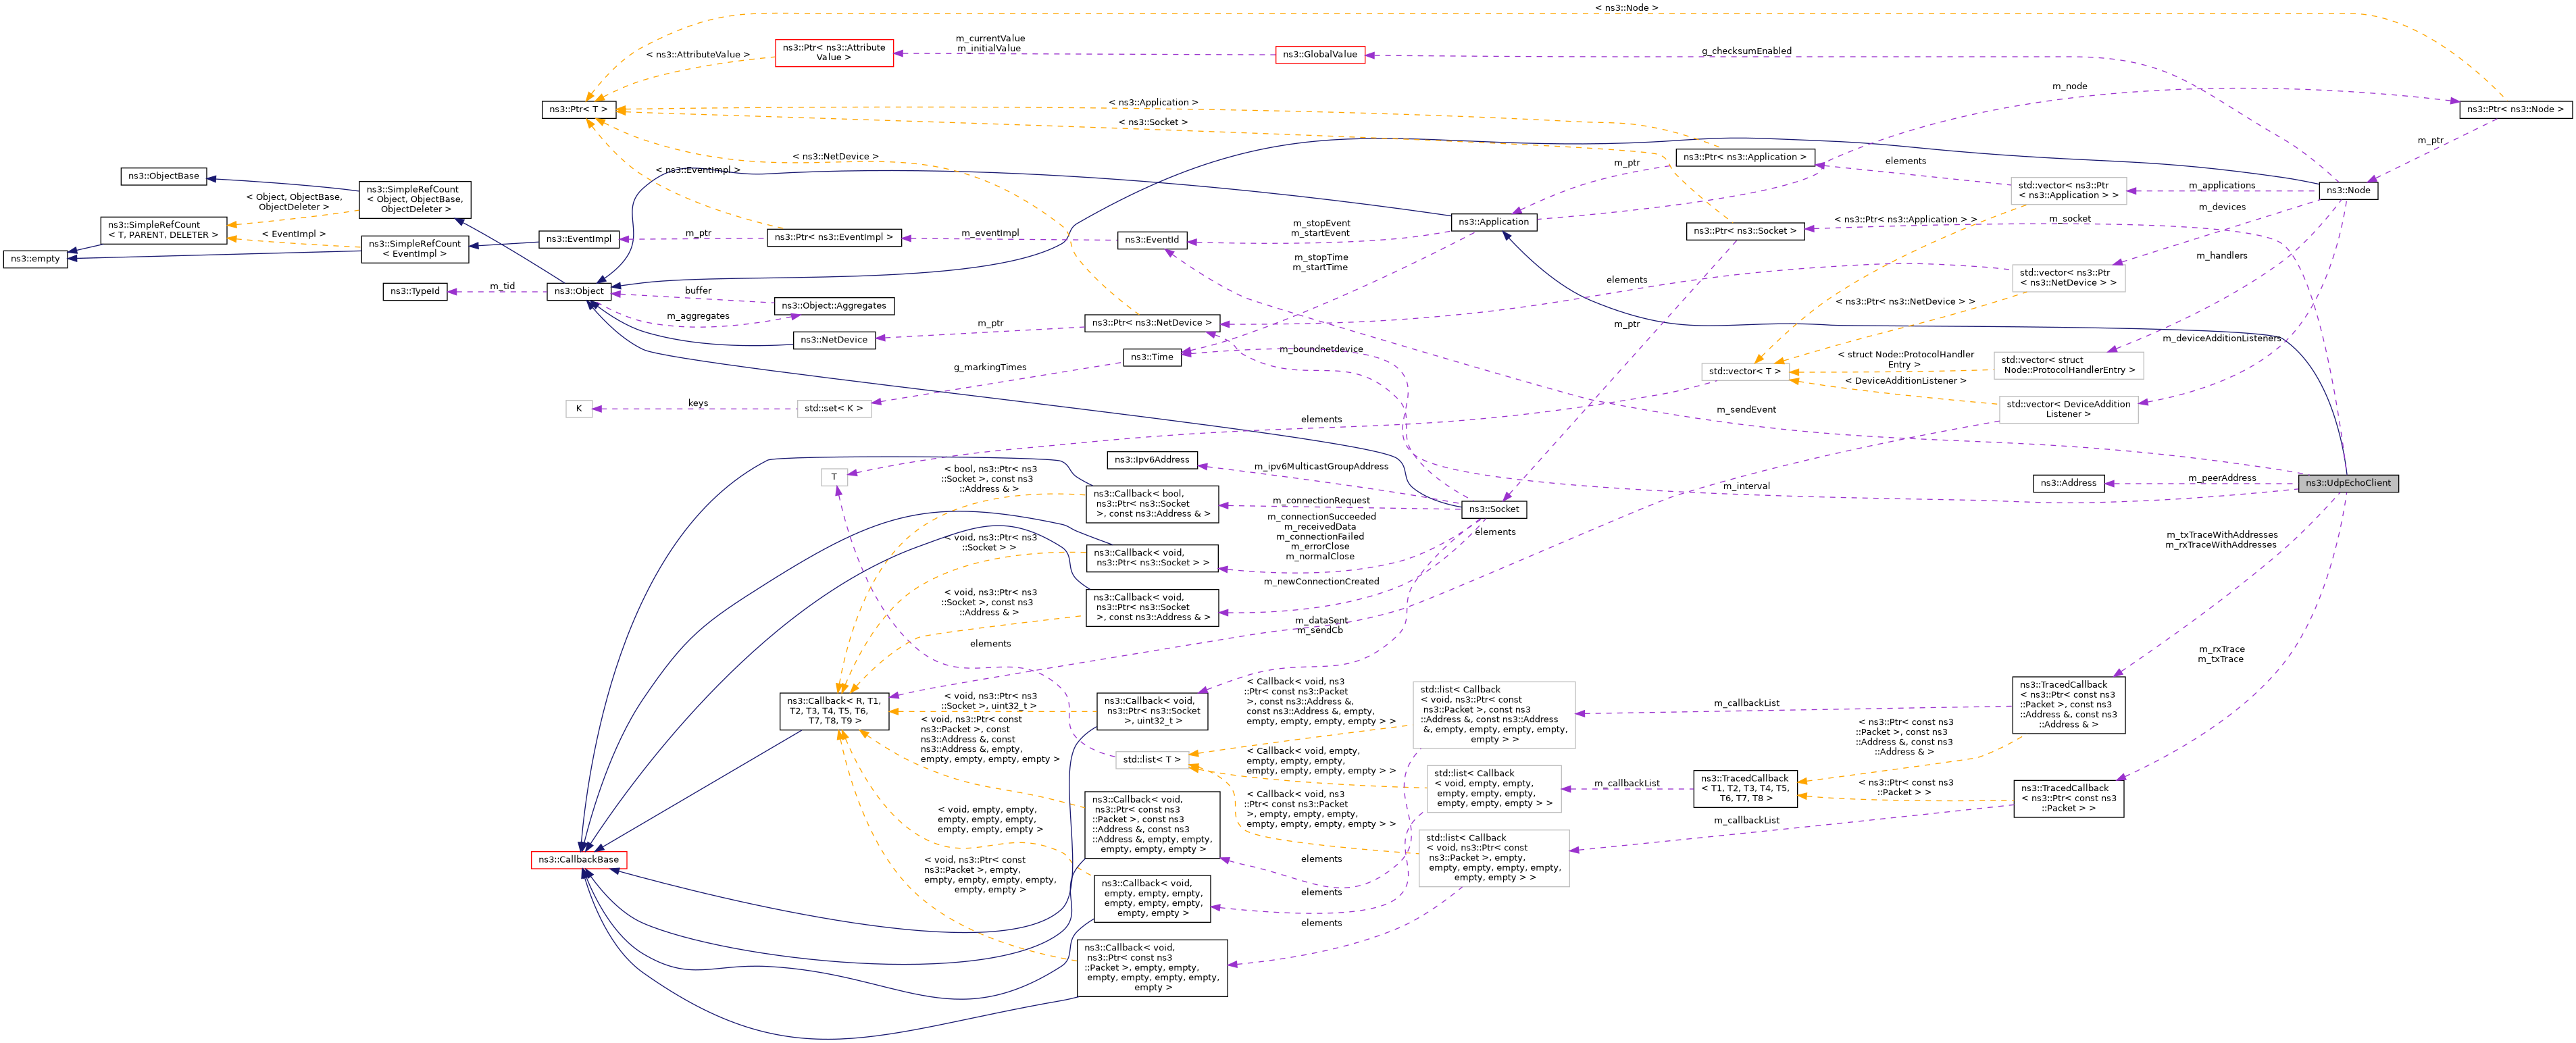 < ns3::Node >
m_currentValue
m_initialValue
ns3::Ptr< ns3::Attribute
Value >
< ns3::AttributeValue >
ns3::GlobalValue
g_checksumEnabled
m_node
ns3::Ptr< T >
< ns3::Application >
ns3::Ptr< ns3::Node >
< ns3::Socket >
m_ptr
< ns3::NetDevice >
ns3::Ptr< ns3::Application >
m_ptr
elements
< ns3::EventImpl >
ns3::ObjectBase
ns3::SimpleRefCount
< Object, ObjectBase,
ObjectDeleter >
< Object, ObjectBase,
ObjectDeleter >
std::vector< ns3::Ptr
< ns3::Application > >
m_applications
ns3::Node
m_devices
ns3::SimpleRefCount
< T, PARENT, DELETER >
< EventImpl >
ns3::SimpleRefCount
< EventImpl >
ns3::EventImpl
m_ptr
ns3::Ptr< ns3::EventImpl >
m_eventImpl
ns3::EventId
m_stopEvent
m_startEvent
ns3::Application
ns3::Ptr< ns3::Socket >
< ns3::Ptr< ns3::Application > >
m_socket
ns3::empty
m_stopTime
m_startTime
m_handlers
ns3::TypeId
m_tid
ns3::Object
buffer
m_aggregates
ns3::Object::Aggregates
elements
std::vector< ns3::Ptr
< ns3::NetDevice > >
< ns3::Ptr< ns3::NetDevice > >
ns3::NetDevice
m_ptr
ns3::Ptr< ns3::NetDevice >
m_ptr
ns3::Time
m_boundnetdevice
m_deviceAdditionListeners
g_markingTimes
std::vector< T >
< struct Node::ProtocolHandler
Entry >
std::vector< struct
Node::ProtocolHandlerEntry >
< DeviceAdditionListener >
K
keys
std::set< K >
elements
m_sendEvent
std::vector< DeviceAddition
Listener >
T
< bool, ns3::Ptr< ns3
::Socket >, const ns3
::Address & >
ns3::Ipv6Address
m_ipv6MulticastGroupAddress
m_interval
ns3::Address
m_peerAddress
ns3::UdpEchoClient
ns3::Callback< bool,
ns3::Ptr< ns3::Socket
>, const ns3::Address & >
m_connectionRequest
ns3::Socket
m_connectionSucceeded
m_receivedData
m_connectionFailed
m_errorClose
m_normalClose
elements
< void, ns3::Ptr< ns3
::Socket > >
ns3::Callback< void,
ns3::Ptr< ns3::Socket > >
m_txTraceWithAddresses
m_rxTraceWithAddresses
m_newConnectionCreated
< void, ns3::Ptr< ns3
::Socket >, const ns3
::Address & >
ns3::Callback< void,
ns3::Ptr< ns3::Socket
>, const ns3::Address & >
m_dataSent
m_sendCb
elements
m_rxTrace
m_txTrace
ns3::Callback< R, T1,
T2, T3, T4, T5, T6,
T7, T8, T9 >
< void, ns3::Ptr< ns3
::Socket >, uint32_t >
ns3::Callback< void,
ns3::Ptr< ns3::Socket
>, uint32_t >
< Callback< void, ns3
::Ptr< const ns3::Packet
>, const ns3::Address &,
const ns3::Address &, empty,
empty, empty, empty, empty > >
std::list< Callback
< void, ns3::Ptr< const
ns3::Packet >, const ns3
::Address &, const ns3::Address
&, empty, empty, empty, empty,
empty > >
m_callbackList
ns3::TracedCallback
< ns3::Ptr< const ns3
::Packet >, const ns3
::Address &, const ns3
::Address & >
< void, ns3::Ptr< const
ns3::Packet >, const
ns3::Address &, const
ns3::Address &, empty,
empty, empty, empty, empty >
std::list< T >
< Callback< void, empty,
empty, empty, empty,
empty, empty, empty, empty > >
< ns3::Ptr< const ns3
::Packet >, const ns3
::Address &, const ns3
::Address & >
std::list< Callback
< void, empty, empty,
empty, empty, empty,
empty, empty, empty > >
m_callbackList
ns3::TracedCallback
< T1, T2, T3, T4, T5,
T6, T7, T8 >
< ns3::Ptr< const ns3
::Packet > >
ns3::TracedCallback
< ns3::Ptr< const ns3
::Packet > >
m_callbackList
< Callback< void, ns3
::Ptr< const ns3::Packet
>, empty, empty, empty,
empty, empty, empty, empty > >
ns3::Callback< void,
ns3::Ptr< const ns3
::Packet >, const ns3
::Address &, const ns3
::Address &, empty, empty,
empty, empty, empty >
< void, empty, empty,
empty, empty, empty,
empty, empty, empty >
std::list< Callback
< void, ns3::Ptr< const
ns3::Packet >, empty,
empty, empty, empty, empty,
empty, empty > >
elements
ns3::CallbackBase
< void, ns3::Ptr< const
ns3::Packet >, empty,
empty, empty, empty, empty,
empty, empty >
ns3::Callback< void,
empty, empty, empty,
empty, empty, empty,
empty, empty >
elements
elements
ns3::Callback< void,
ns3::Ptr< const ns3
::Packet >, empty, empty,
empty, empty, empty, empty,
empty >